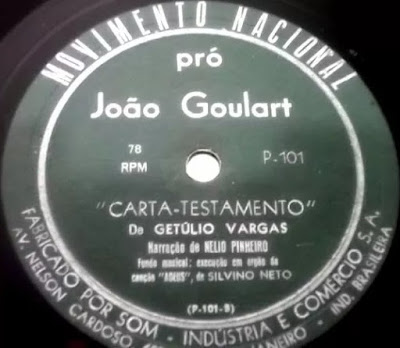 MOVIMENTO NACIONAL
pró
João Goulart
78
RPM
P-101
"CARTA-TESTAMENTO"
De GETÚLIO VARGAS
Narração de NELIO PINHEIRO
Fundo musical: execução em orgão da
canção "ADEUS", de SILVINO NETO
(P-101-B)
FABRICADO POR SOM - INDÚSTRIA E COMÉRCIO S. A.
AV NELSON CARDOSO JANEIRO - IND. BRASILEIRA